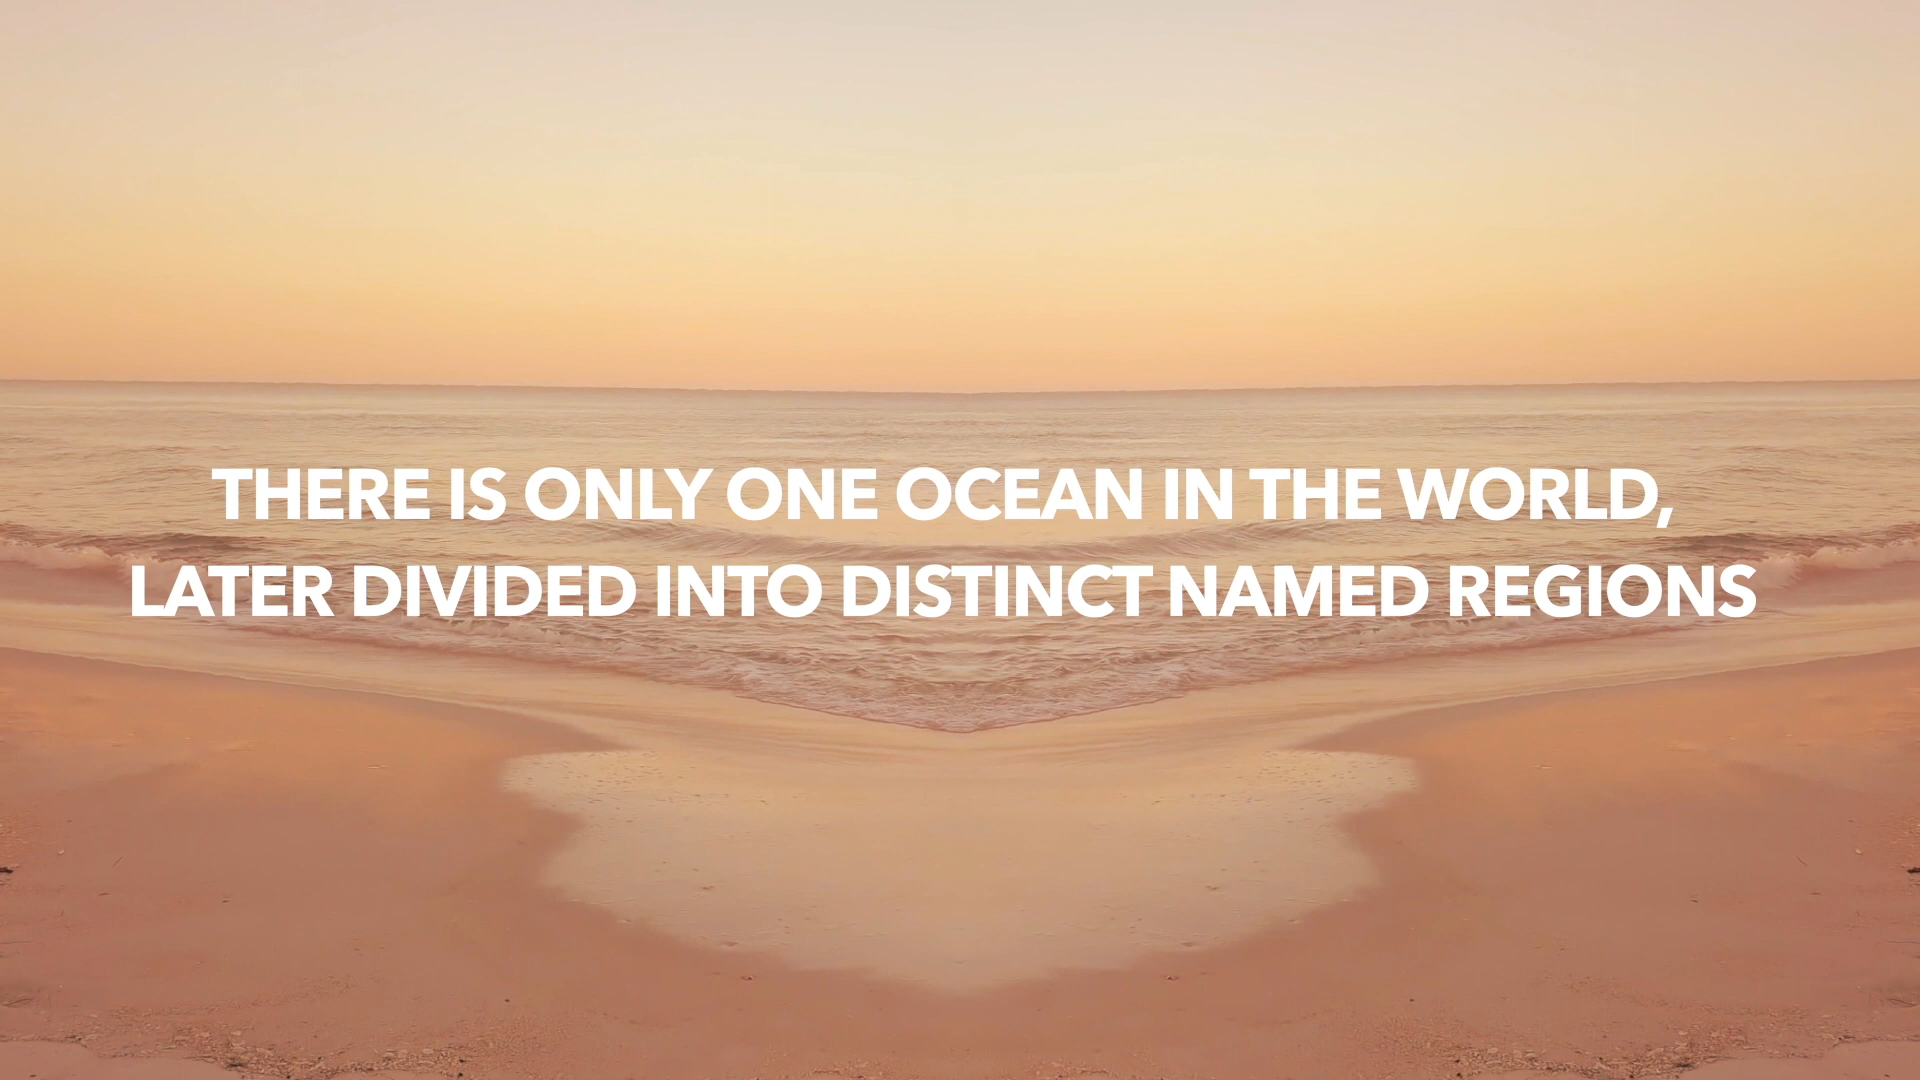 THERE IS ONLY ONE OCEAN IN THE WORLD,
LATER DIVIDED INTO DISTINCT NAMED REGIONS